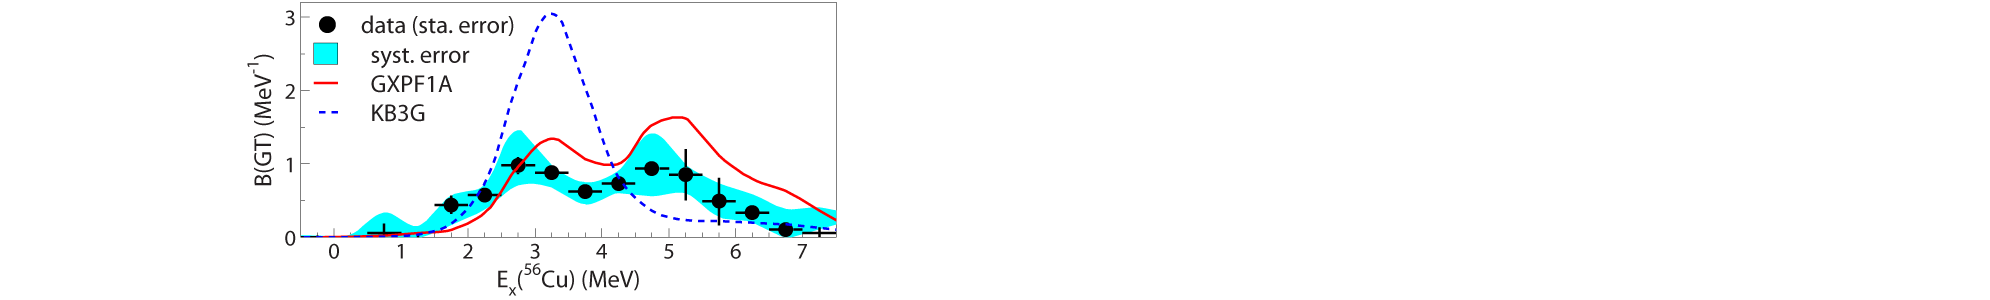 3
data (sta. error)
syst. error
GXPF1A
2
KB3G
1
0
B(GT) (MeV⁻¹)
0 1 2 3 4 5 6 7
Eₓ(⁵⁶Cu) (MeV)